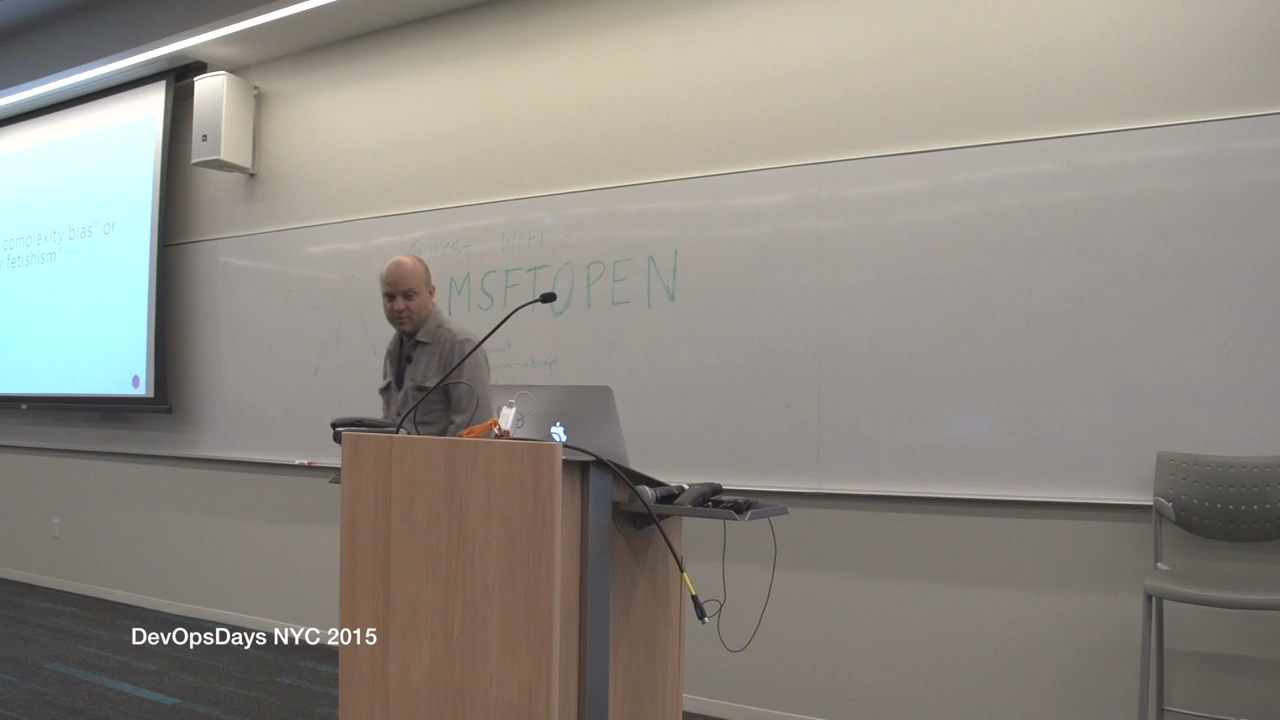 complexity bias" or
fetishism"
Guest WiFi:
MSFTOPEN
DevOpsDays NYC 2015